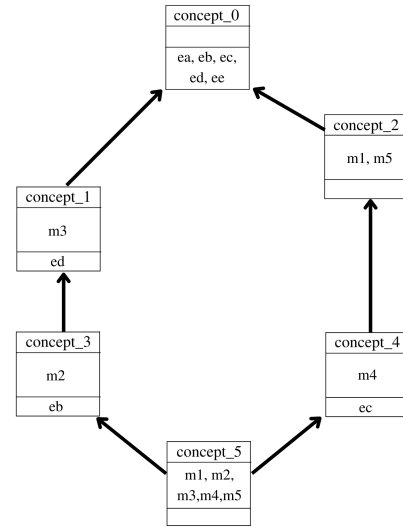 concept_0
ea, eb, ec,
ed, ee
concept_2
m1, m5
concept_1
m3
ed
concept_3
m2
eb
concept_4
m4
ec
concept_5
m1, m2,
m3,m4,m5